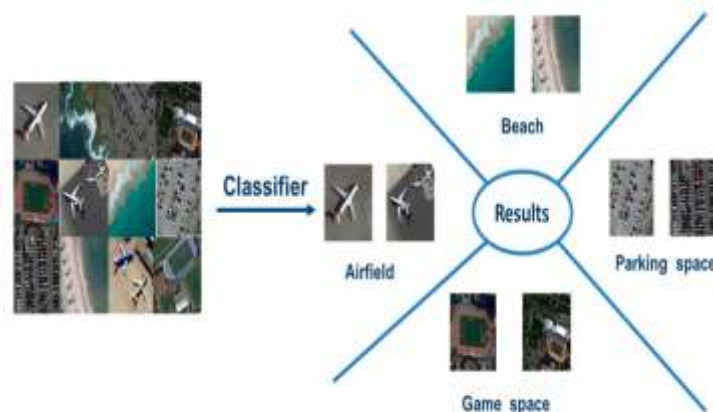 Beach
Classifier
Results
Airfield
Parking space
Game space